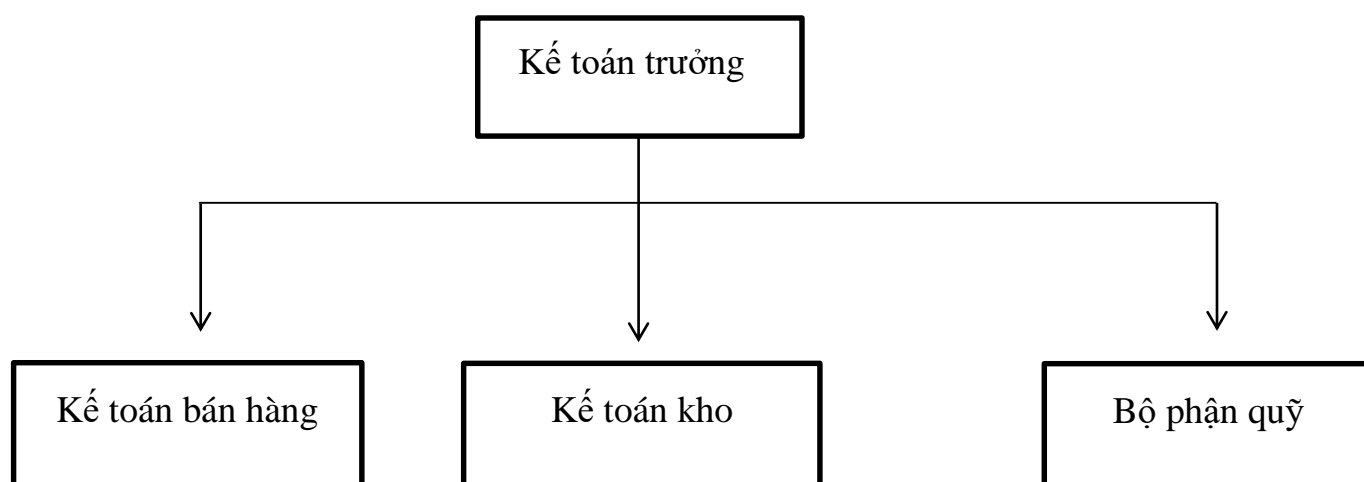 Kế toán trưởng
Kế toán bán hàng
Kế toán kho
Bộ phận quỹ